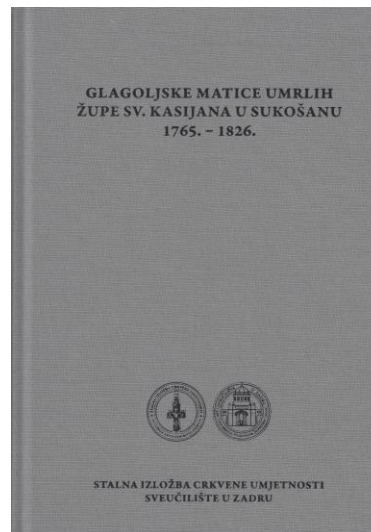 GLAGOLJSKE MATICE UMRLIH
ŽUPE SV. KASIJANA U SUKOŠANU
1765. – 1826.
STALNA IZLOŽBA CRKVENE UMJETNOSTI
SVEUČILIŠTE U ZADRU